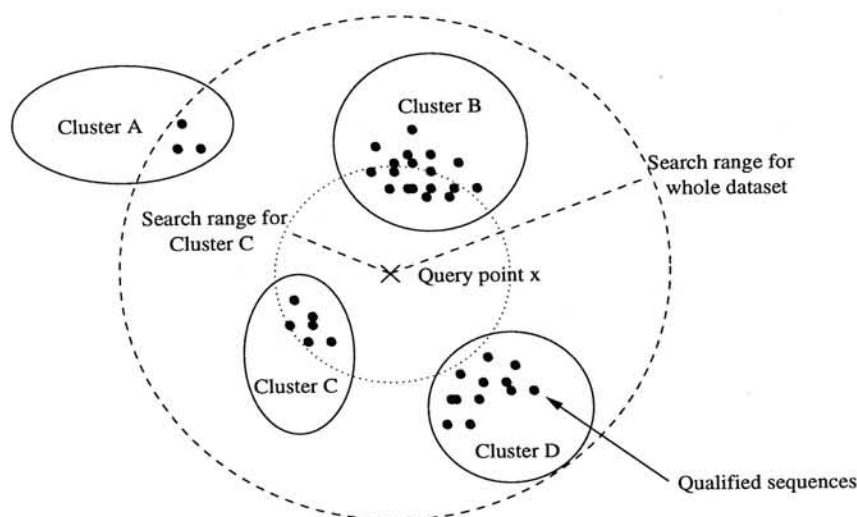 Cluster A
Cluster B
Search range for
whole dataset
Search range for
Cluster C
Query point x
Cluster C
Cluster D
Qualified sequences